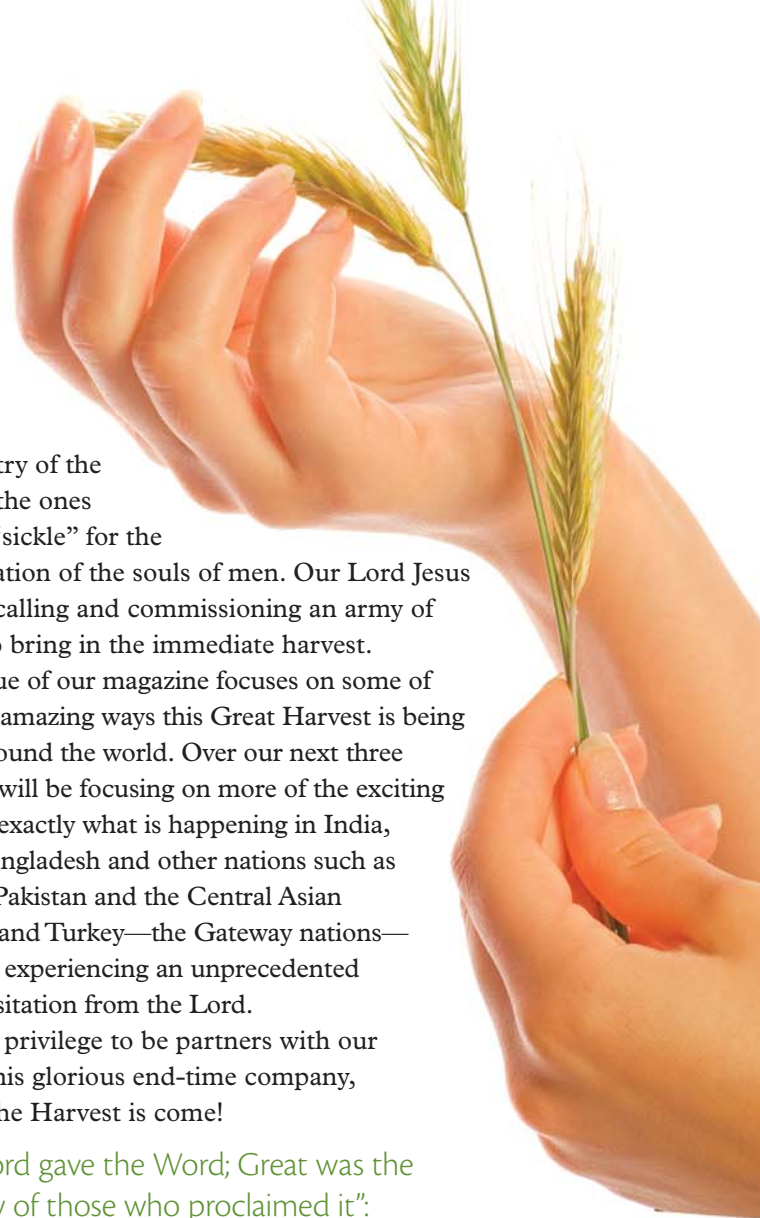 try of the
the ones
“sickle” for the
ation of the souls of men. Our Lord Jesus
calling and commissioning an army of
o bring in the immediate harvest.
ue of our magazine focuses on some of
amazing ways this Great Harvest is being
ound the world. Over our next three
will be focusing on more of the exciting
exactly what is happening in India,
ngladesh and other nations such as
Pakistan and the Central Asian
and Turkey—the Gateway nations—
experiencing an unprecedented
sitation from the Lord.
privilege to be partners with our
his glorious end-time company,
he Harvest is come!
ord gave the Word; Great was the
y of those who proclaimed it”: